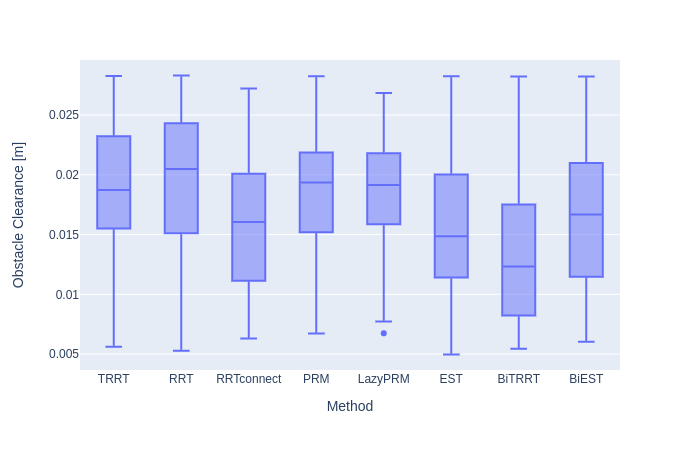 Obstacle Clearance [m]
0.025
0.02
0.015
0.01
0.005
TRRT RRT RRTconnect PRM LazyPRM EST BiTRRT BiEST
Method